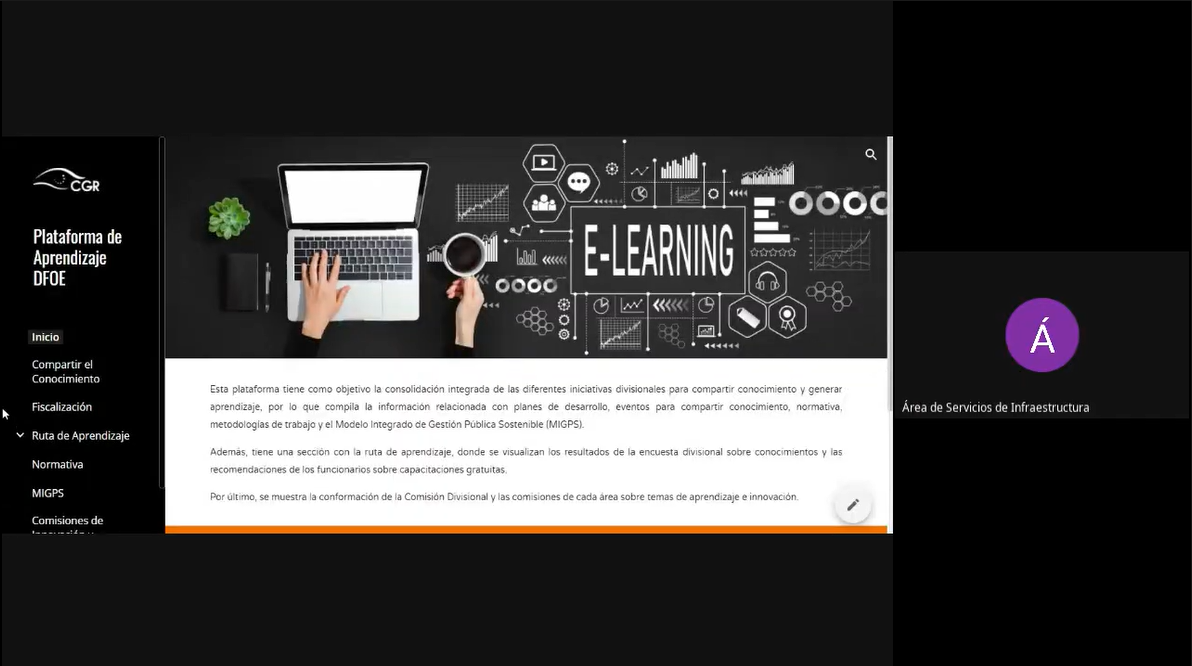 CGR
Plataforma de
Aprendizaje
DFOE
Inicio
Compartir el
Conocimiento
Fiscalización
Ruta de Aprendizaje
Normativa
MIGPS
Comisiones de
E-LEARNING
Esta plataforma tiene como objetivo la consolidación integrada de las diferentes iniciativas divisionales para compartir conocimiento y generar
aprendizaje, por lo que compila la información relacionada con planes de desarrollo, eventos para compartir conocimiento, normativa,
metodologías de trabajo y el Modelo Integrado de Gestión Pública Sostenible (MIGPS).
Además, tiene una sección con la ruta de aprendizaje, donde se visualizan los resultados de la encuesta divisional sobre conocimientos y las
recomendaciones de los funcionarios sobre capacitaciones gratuitas.
Por último, se muestra la conformación de la Comisión Divisional y las comisiones de cada área sobre temas de aprendizaje e innovación.
Á
Área de Servicios de Infraestructura